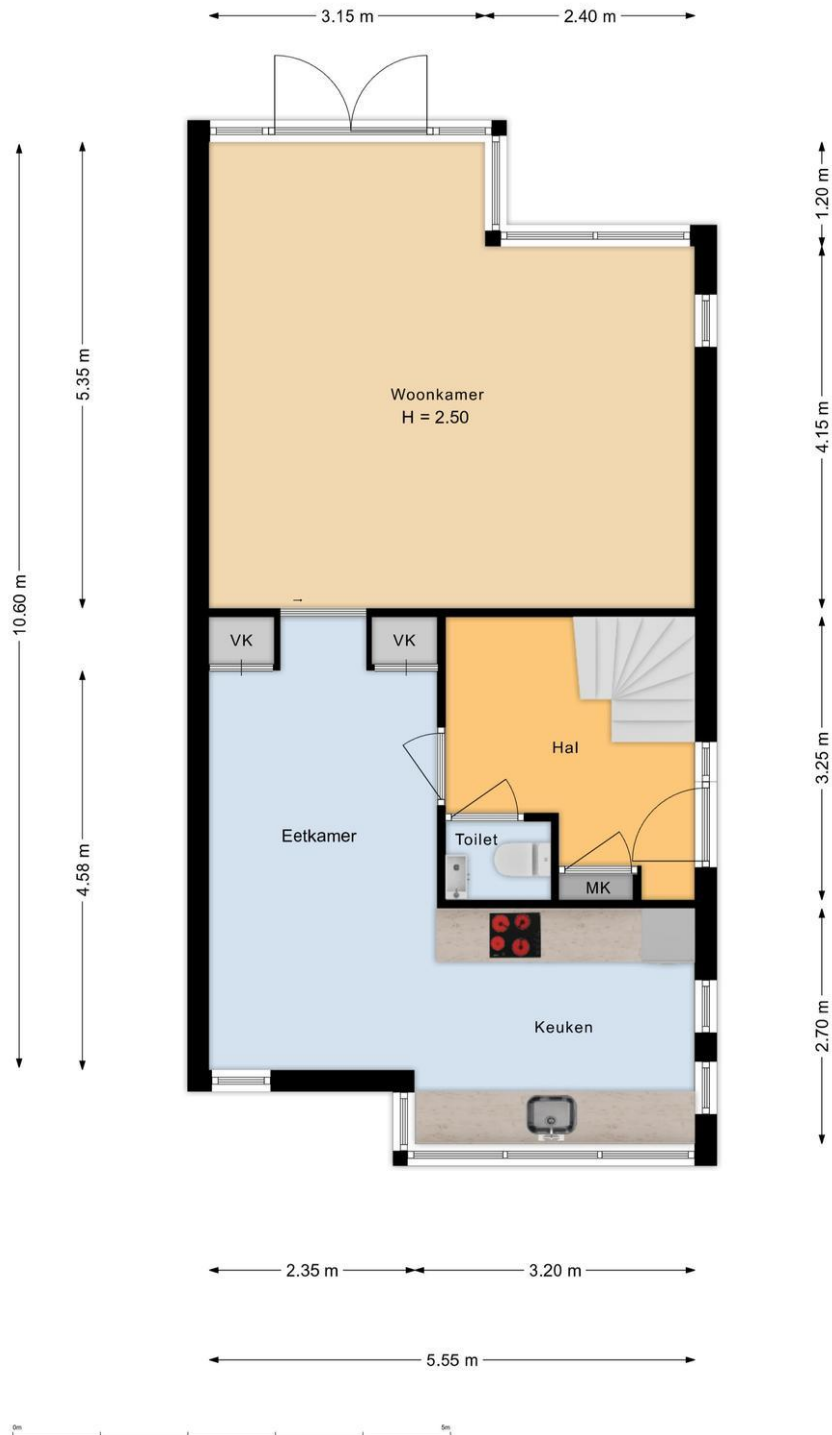 3.15 m
2.40 m
1.20 m
5.35 m
Woonkamer
H = 2.50
4.15 m
10.60 m
VK
VK
Hal
3.25 m
Eetkamer
Toilet
4.58 m
MK
Keuken
2.70 m
2.35 m
3.20 m
5.55 m
0m
5m